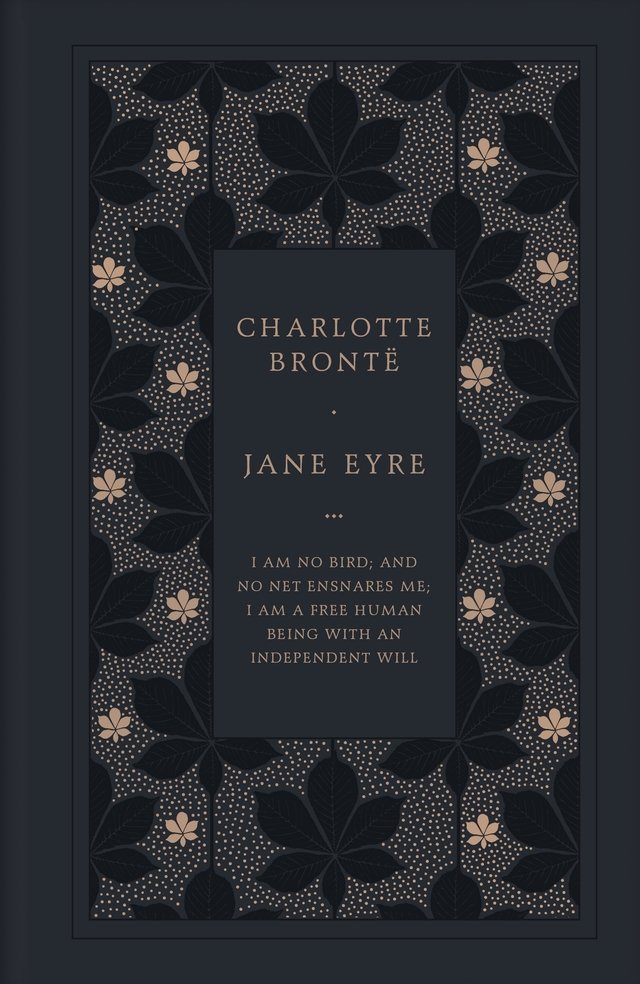 CHARLOTTE
BRONTË
JANE EYRE
I AM NO BIRD; AND
NO NET ENSNARES ME;
I AM A FREE HUMAN
BEING WITH AN
INDEPENDENT WILL